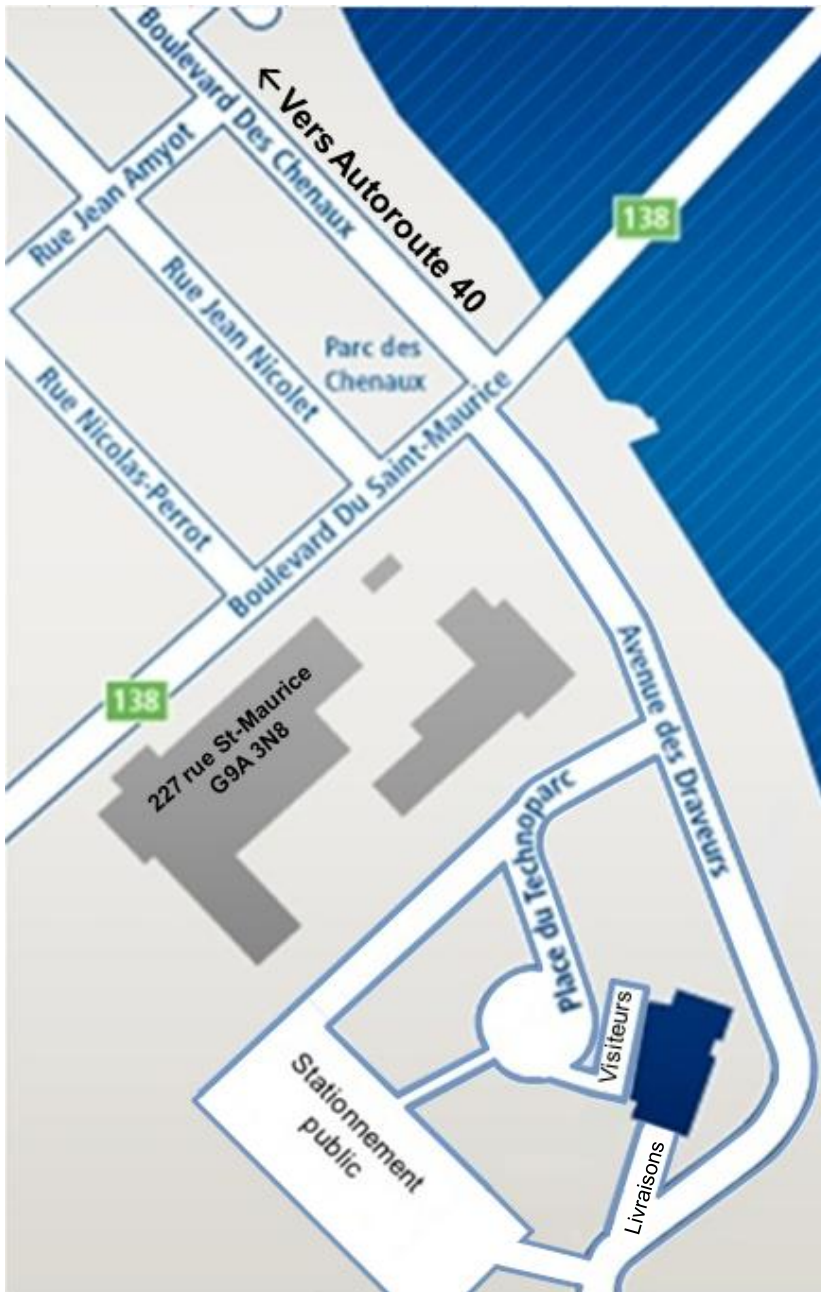 Boulevard Des Chenaux
← Vers Autoroute 40
Rue Jean Amyot
138
Rue Jean Nicolet
Parc des
Chenaux
Rue Nicolas-Perrot
Boulevard Du Saint-Maurice
138
227 rue St-Maurice
G9A 3N8
Avenue des Draveurs
Place du Technoparc
Visiteurs
Stationnement
public
Livraisons